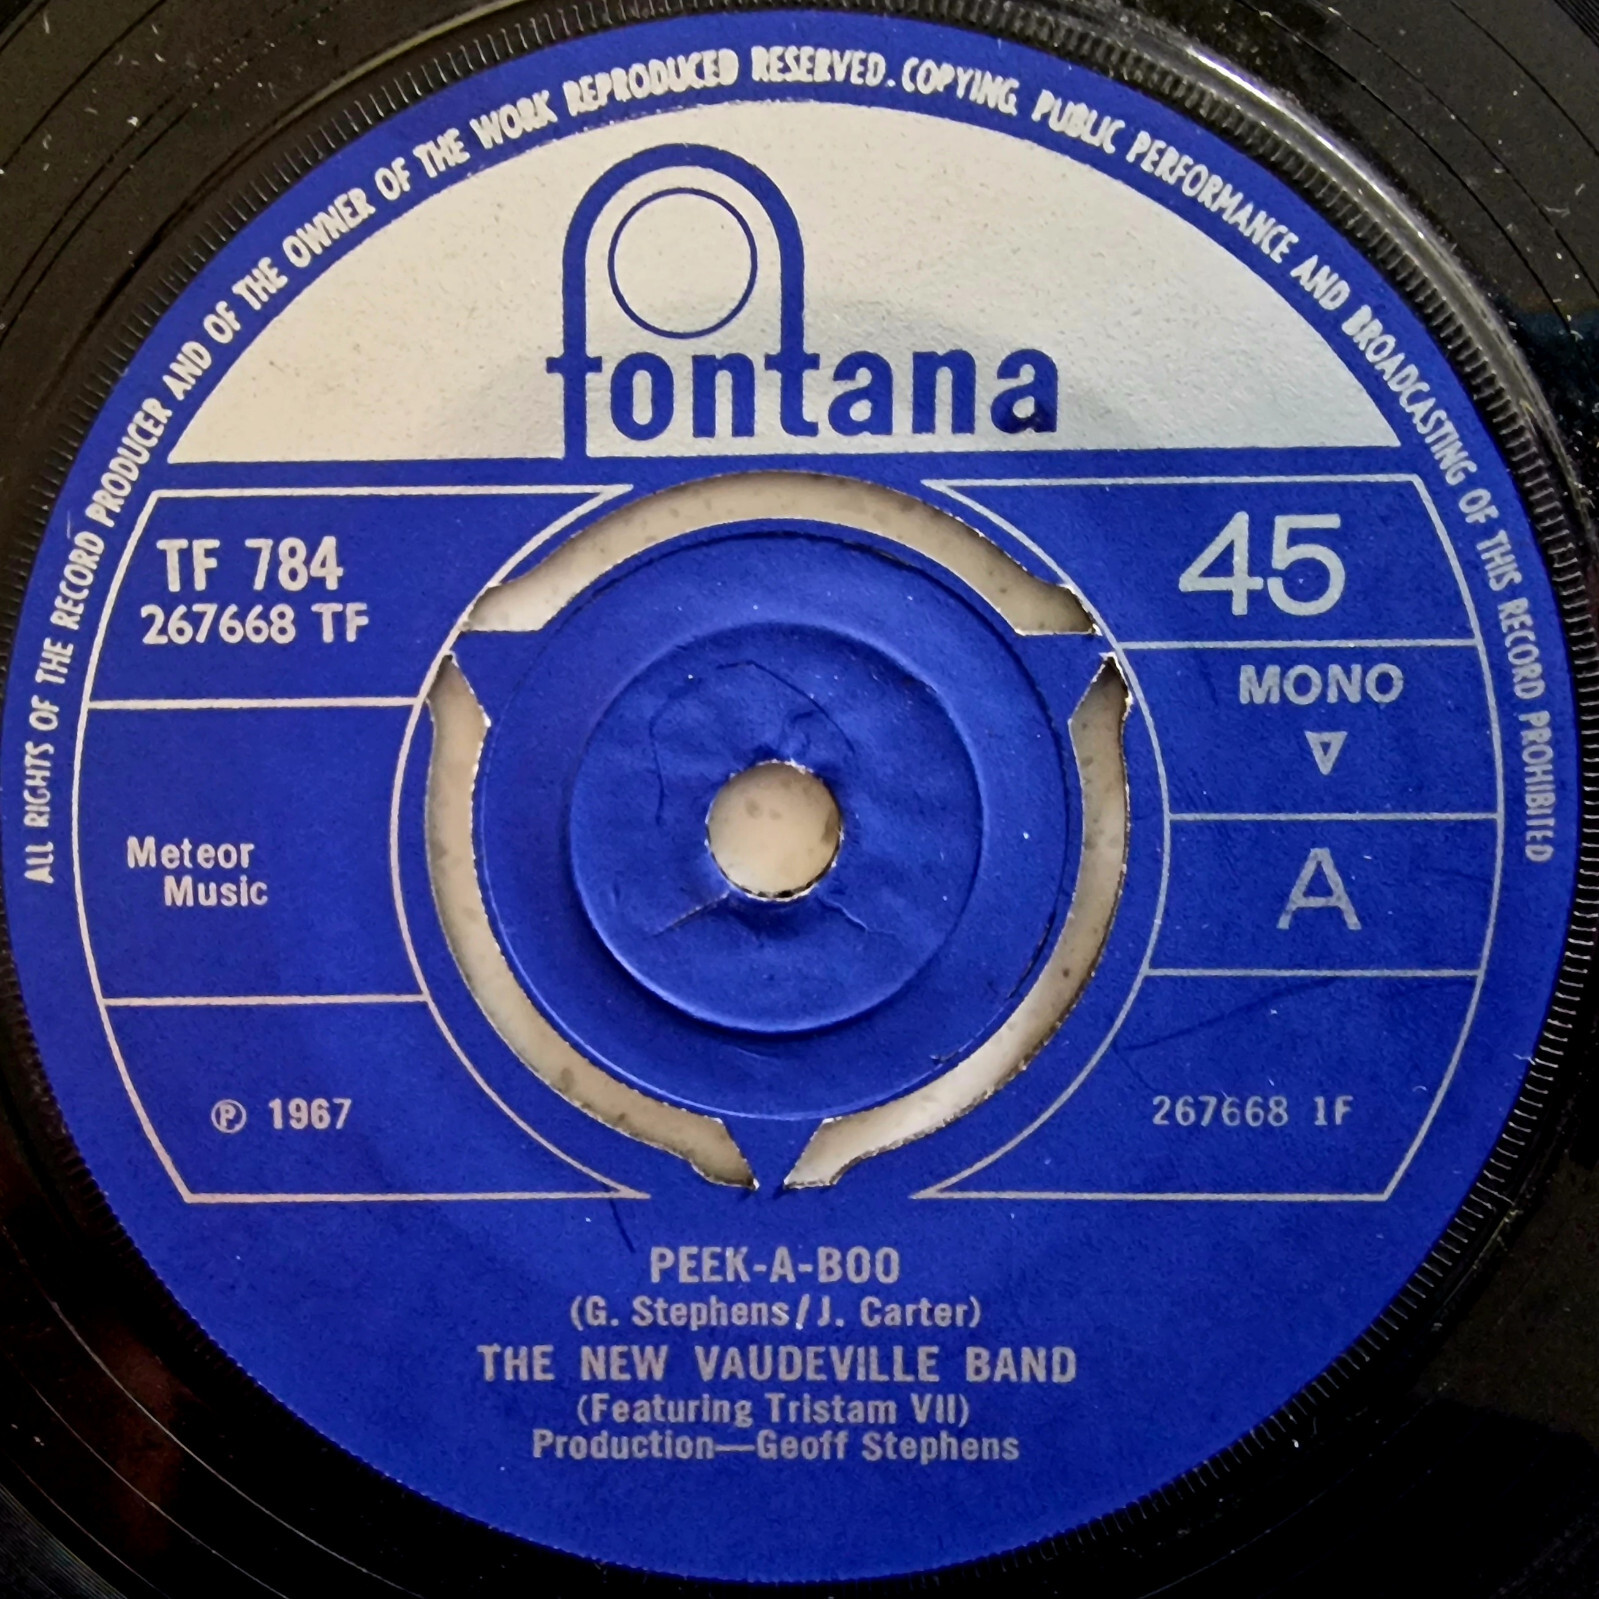 ALL RIGHTS OF THE RECORD PRODUCER AND OF THE OWNER OF THE WORK REPRODUCED RESERVED. COPYING, PUBLIC PERFORMANCE AND BROADCASTING OF THIS RECORD PROHIBITED
fontana
TF 784
267668 TF
45
MONO
Meteor
Music
A
℗ 1967
267668 1F
PEEK-A-BOO
(G. Stephens/J. Carter)
THE NEW VAUDEVILLE BAND
(Featuring Tristam VII)
Production—Geoff Stephens